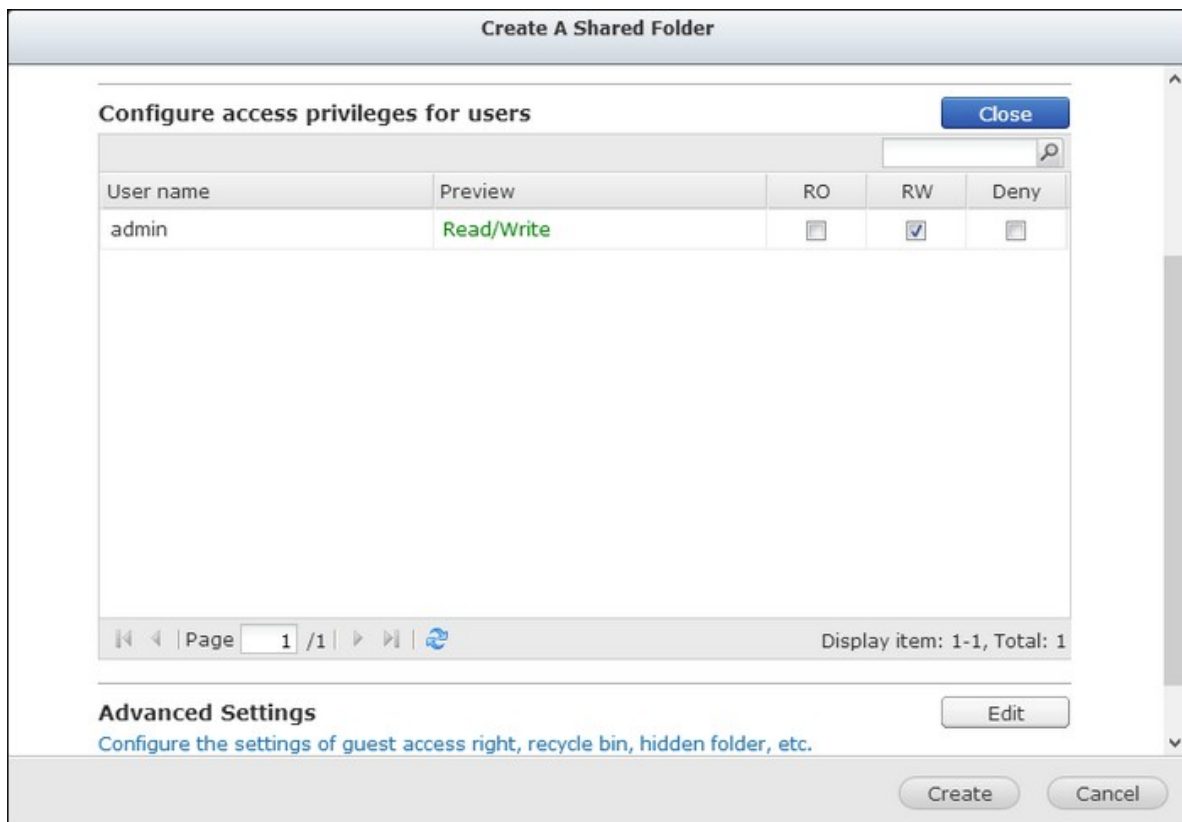 Create A Shared Folder
Configure access privileges for users Close
User name Preview RO RW Deny
admin Read/Write
Page 1 /1 Display item: 1-1, Total: 1
Advanced Settings Edit
Configure the settings of guest access right, recycle bin, hidden folder, etc.
Create Cancel